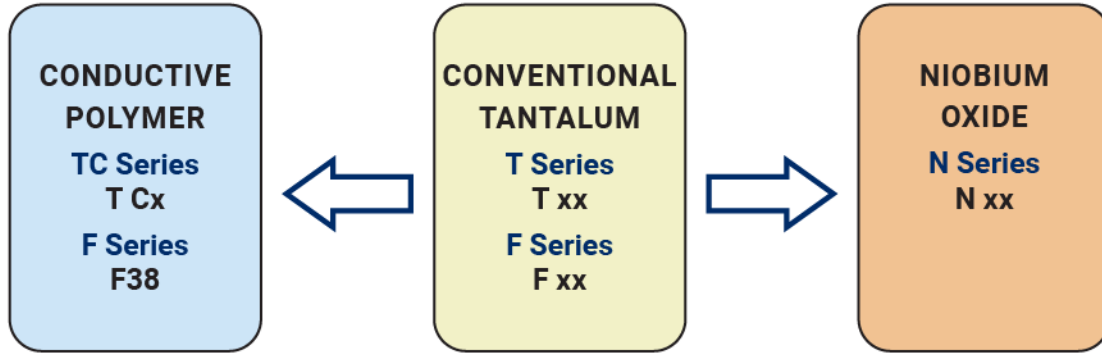 CONDUCTIVE
POLYMER
TC Series
T Cx
F Series
F38
CONVENTIONAL
TANTALUM
T Series
T xx
F Series
F xx
NIOBIUM
OXIDE
N Series
N xx